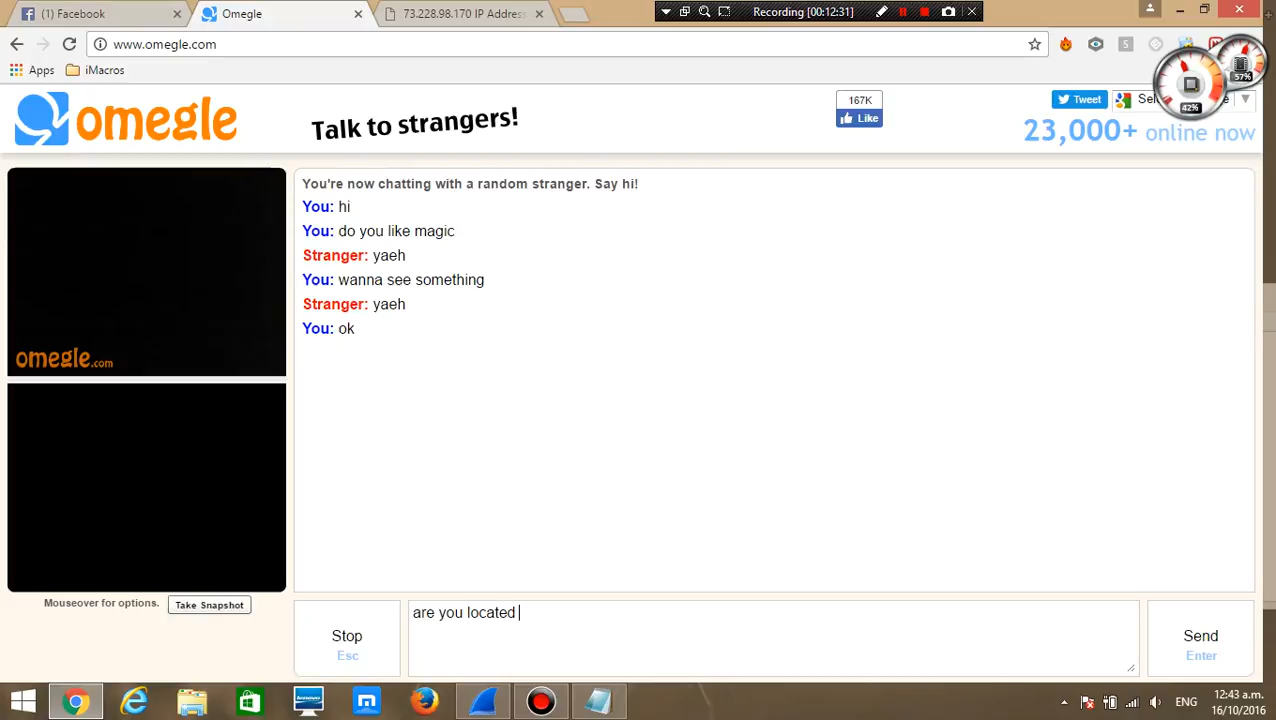 (1) Facebook
Omegle
73.228.98.170 IP Address
Recording [00:12:31]
www.omegle.com
Apps
iMacros
omegle
Talk to strangers!
167K
Like
Tweet
23,000+ online now
42%
57%
You're now chatting with a random stranger. Say hi!
You: hi
You: do you like magic
Stranger: yaeh
You: wanna see something
Stranger: yaeh
You: ok
omegle.com
Mouseover for options.
Take Snapshot
Stop
Esc
are you located
Send
Enter
ENG
12:43 a.m.
16/10/2016